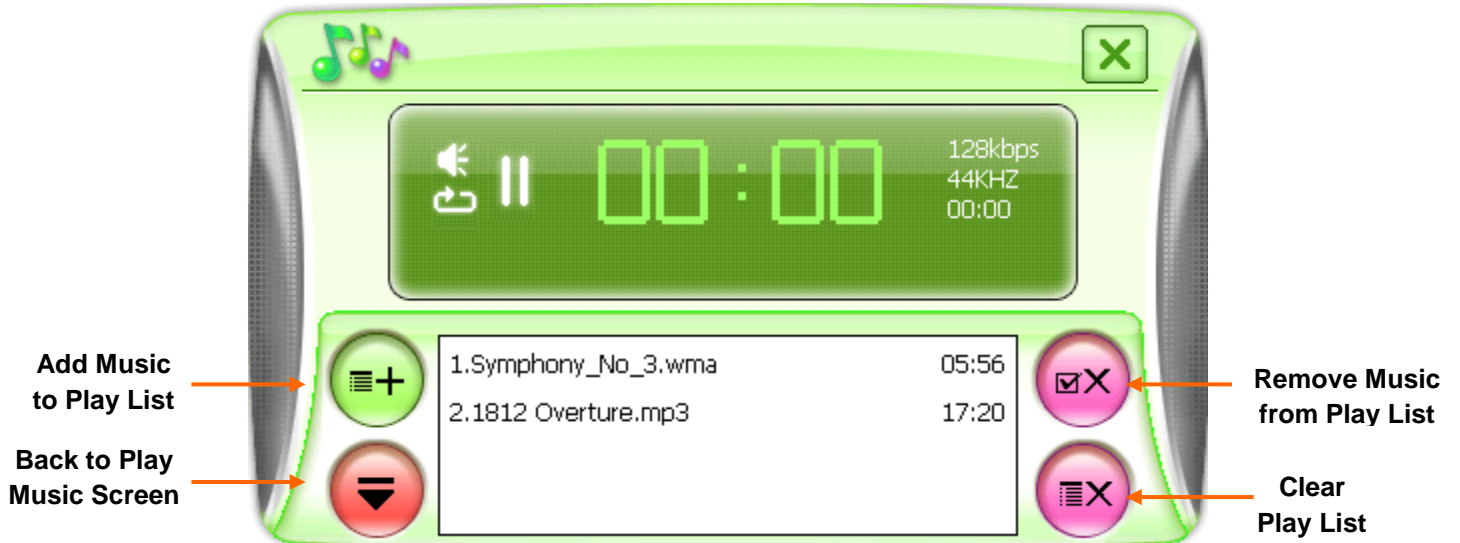 00:00
128kbps
44KHZ
00:00
Add Music
to Play List
Back to Play
Music Screen
1.Symphony_No_3.wma 05:56
2.1812 Overture.mp3 17:20
Remove Music
from Play List
Clear
Play List